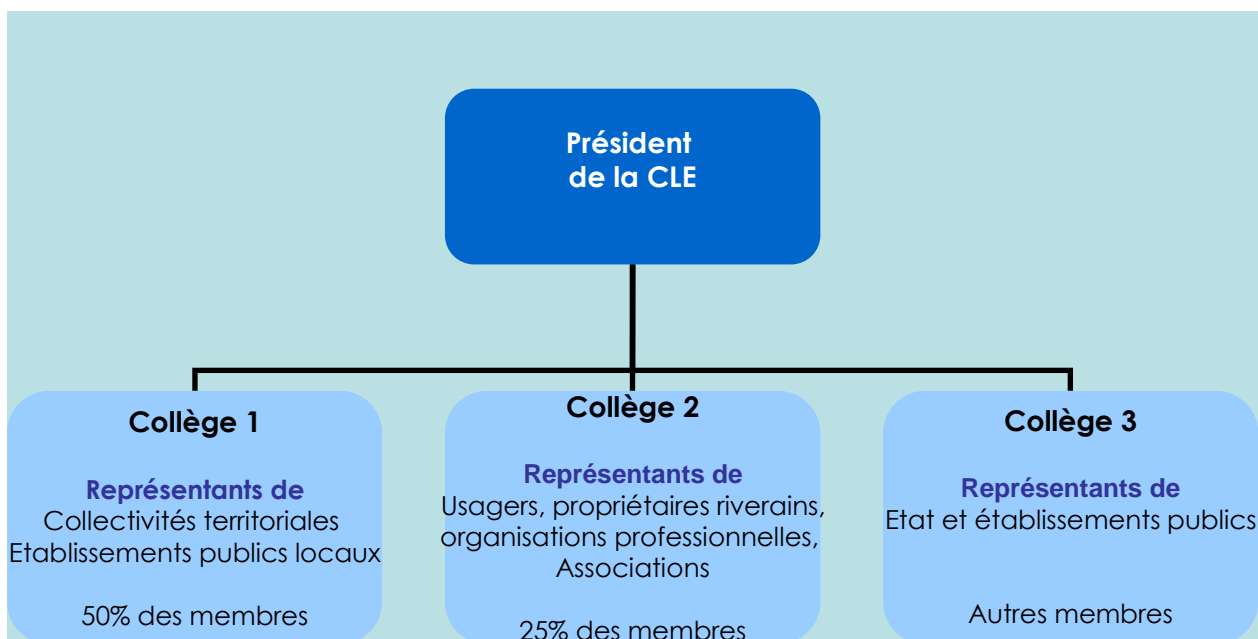 Président
de la CLE
Collège 1
Représentants de
Collectivités territoriales
Etablissements publics locaux
50% des membres
Collège 2
Représentants de
Usagers, propriétaires riverains,
organisations professionnelles,
Associations
25% des membres
Collège 3
Représentants de
Etat et établissements publics
Autres membres